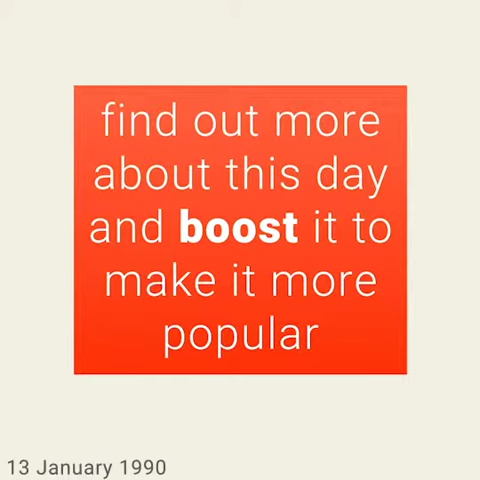 find out more
about this day
and boost it to
make it more
popular
13 January 1990